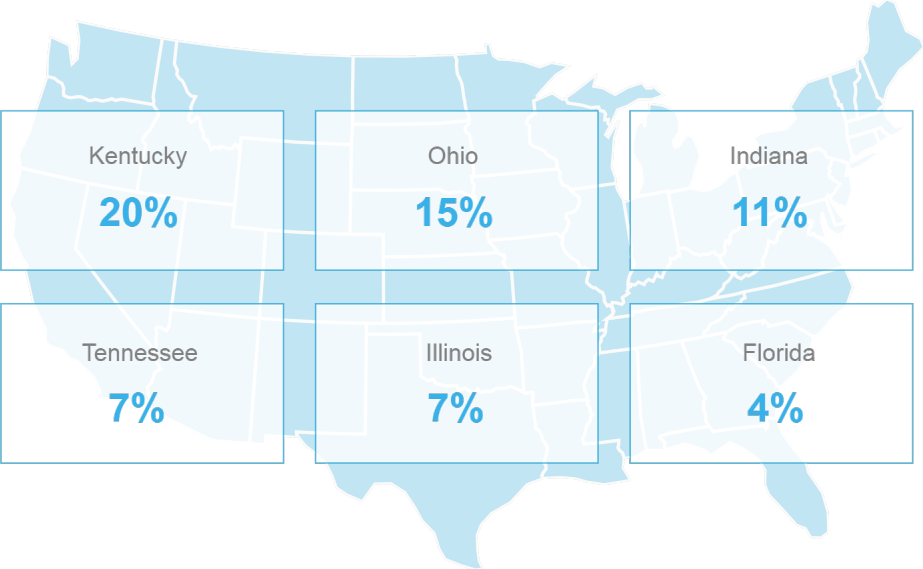 Kentucky
20%
Ohio
15%
Indiana
11%
Tennessee
7%
Illinois
7%
Florida
4%